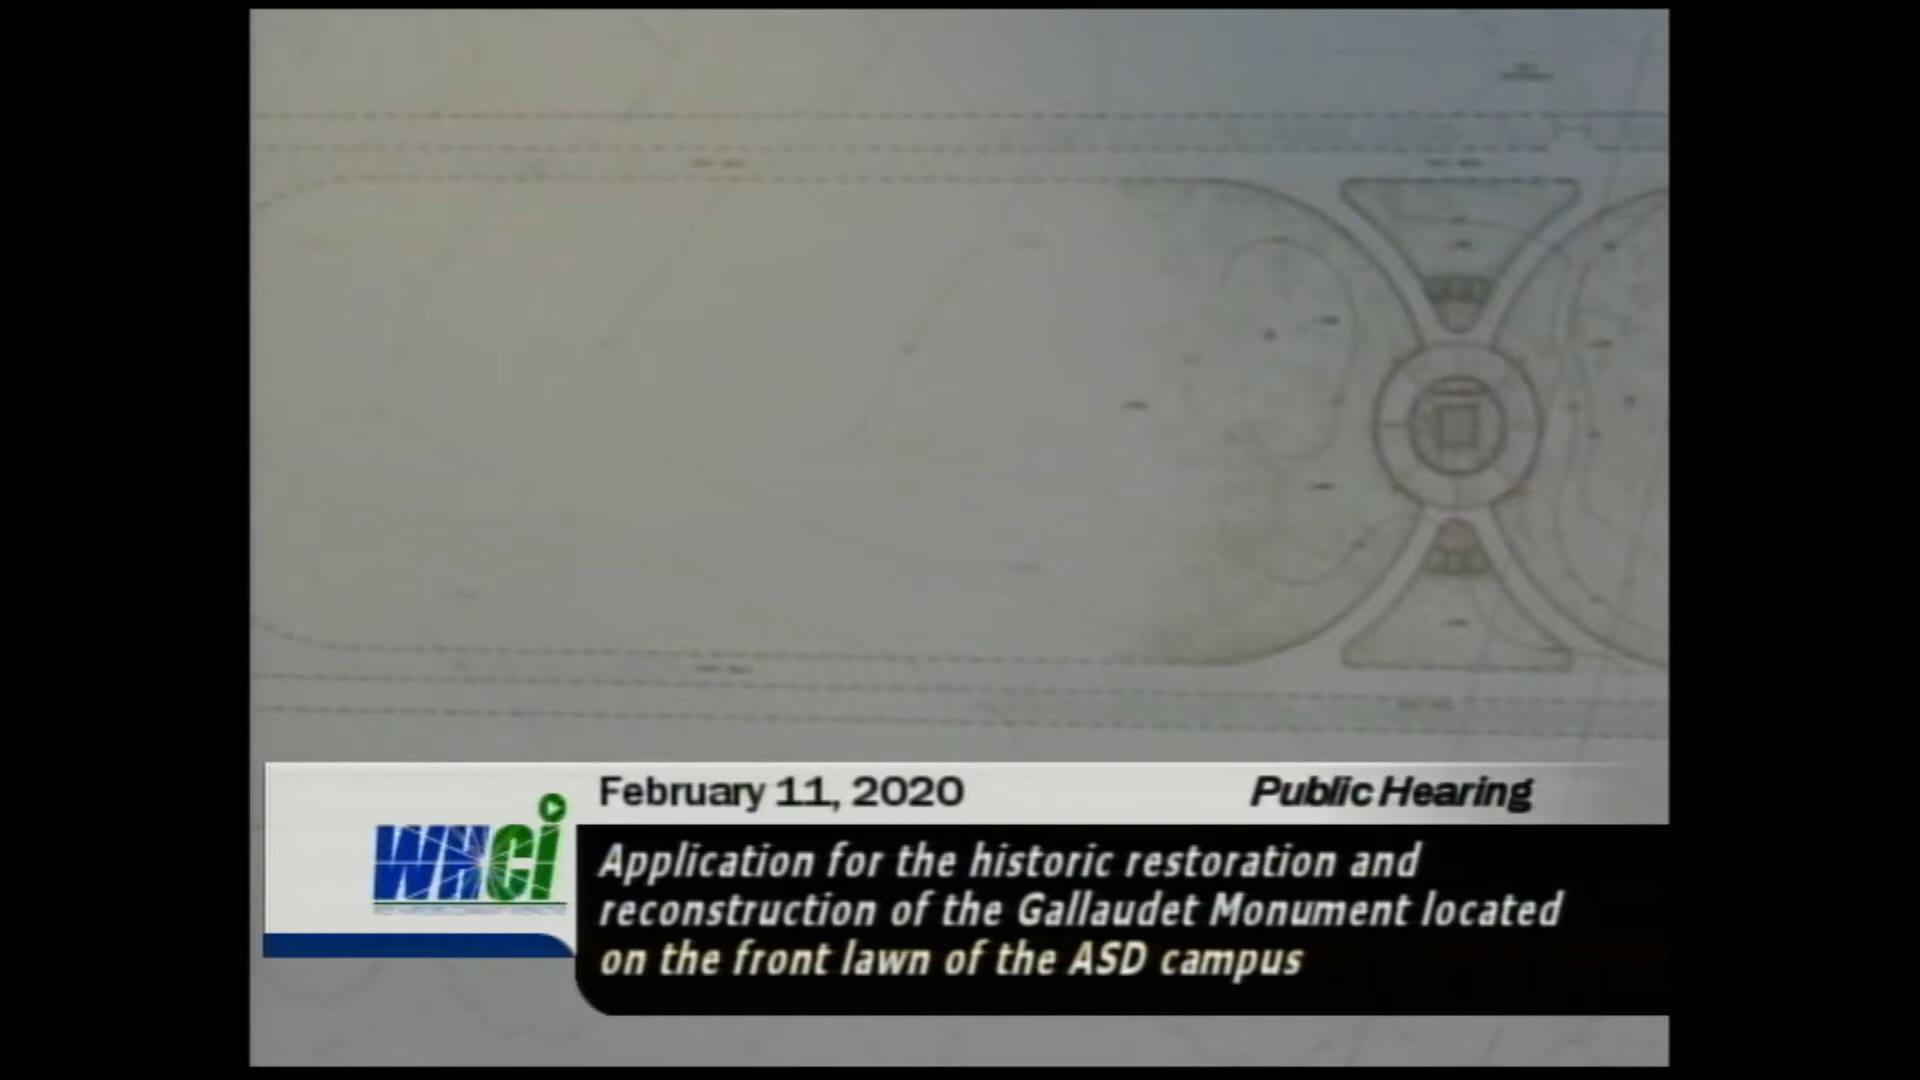 February 11, 2020
Public Hearing
WHCi
Application for the historic restoration and
reconstruction of the Gallaudet Monument located
on the front lawn of the ASD campus